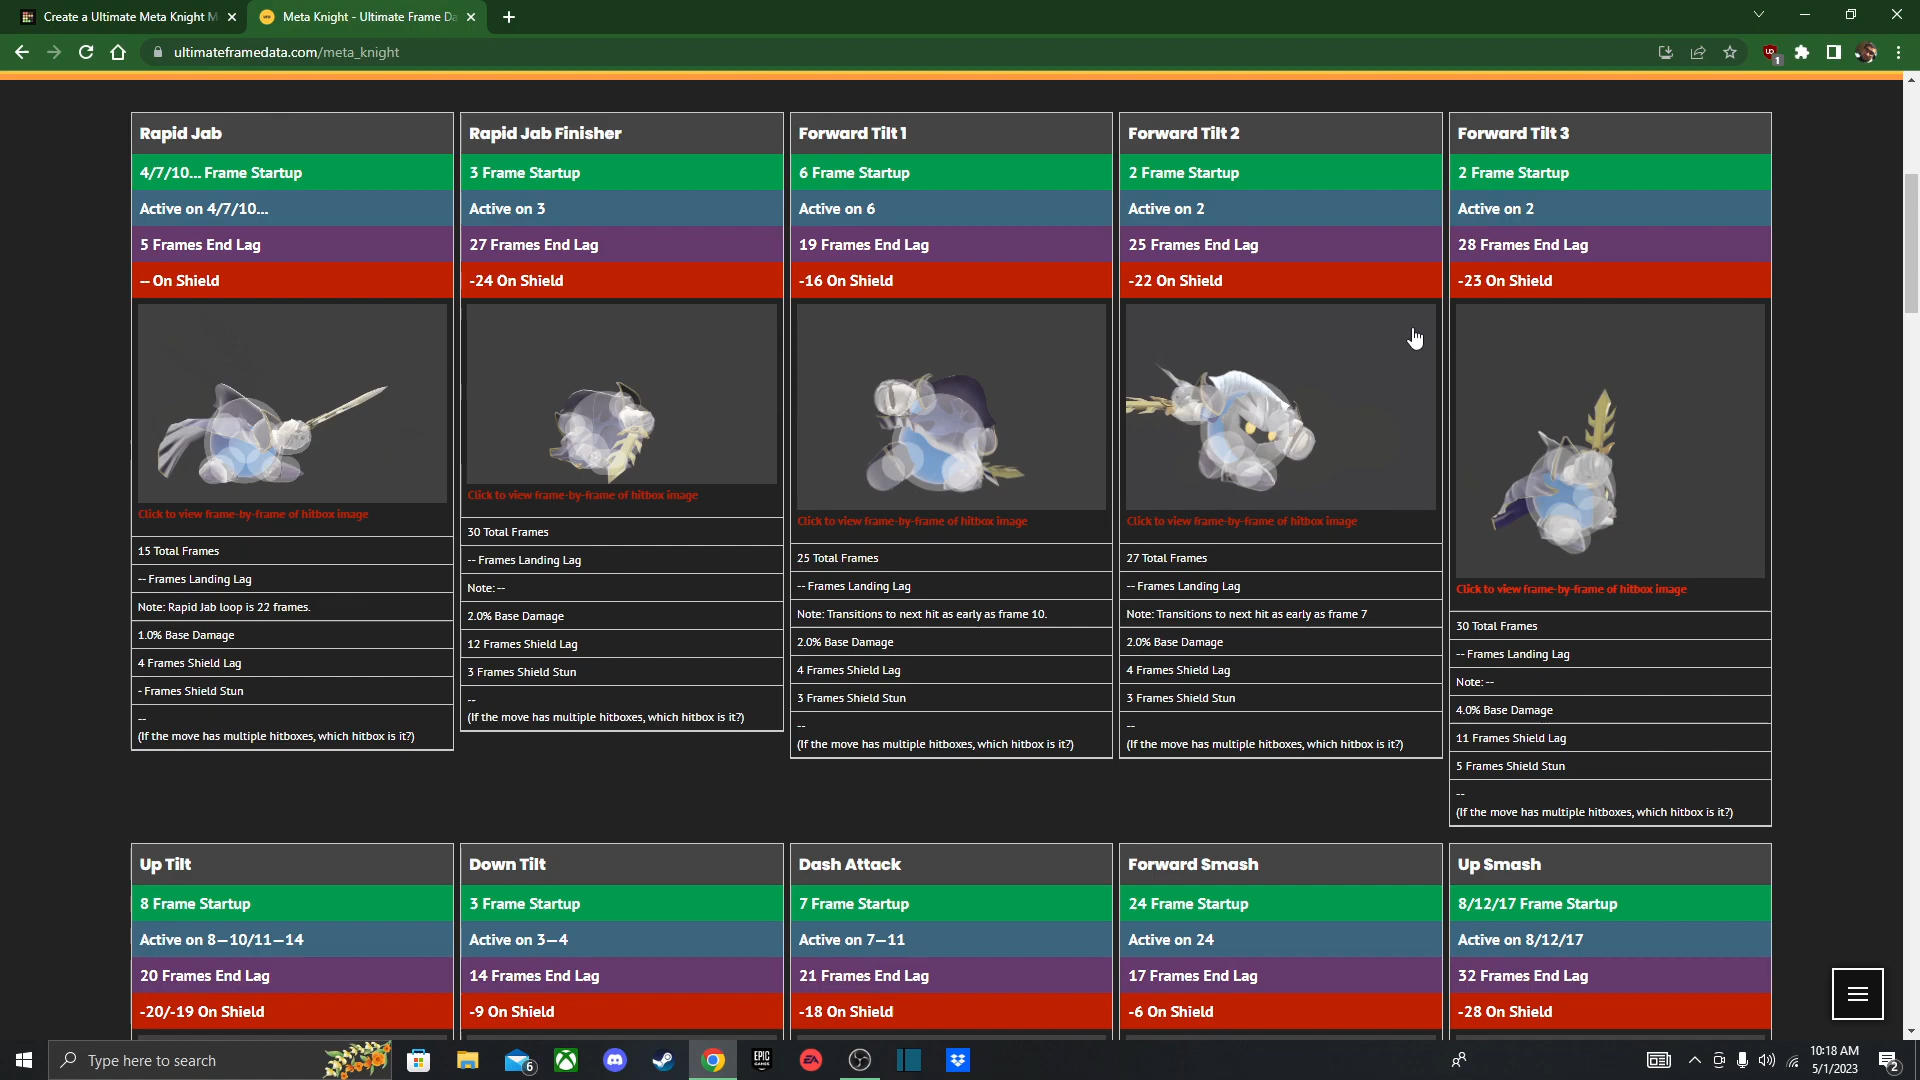 Create a Ultimate Meta Knight M
Meta Knight - Ultimate Frame Da
ultimateframedata.com/meta_knight
1
Rapid Jab
4/7/10... Frame Startup
Active on 4/7/10...
5 Frames End Lag
-- On Shield
Click to view frame-by-frame of hitbox image
15 Total Frames
-- Frames Landing Lag
Note: Rapid Jab loop is 22 frames.
1.0% Base Damage
4 Frames Shield Lag
- Frames Shield Stun
--
(If the move has multiple hitboxes, which hitbox is it?)
Rapid Jab Finisher
3 Frame Startup
Active on 3
27 Frames End Lag
-24 On Shield
Click to view frame-by-frame of hitbox image
30 Total Frames
-- Frames Landing Lag
Note: --
2.0% Base Damage
12 Frames Shield Lag
3 Frames Shield Stun
--
(If the move has multiple hitboxes, which hitbox is it?)
Forward Tilt 1
6 Frame Startup
Active on 6
19 Frames End Lag
-16 On Shield
Click to view frame-by-frame of hitbox image
25 Total Frames
-- Frames Landing Lag
Note: Transitions to next hit as early as frame 10.
2.0% Base Damage
4 Frames Shield Lag
3 Frames Shield Stun
--
(If the move has multiple hitboxes, which hitbox is it?)
Forward Tilt 2
2 Frame Startup
Active on 2
25 Frames End Lag
-22 On Shield
Click to view frame-by-frame of hitbox image
27 Total Frames
-- Frames Landing Lag
Note: Transitions to next hit as early as frame 7
2.0% Base Damage
4 Frames Shield Lag
3 Frames Shield Stun
--
(If the move has multiple hitboxes, which hitbox is it?)
Forward Tilt 3
2 Frame Startup
Active on 2
28 Frames End Lag
-23 On Shield
Click to view frame-by-frame of hitbox image
30 Total Frames
-- Frames Landing Lag
Note: --
4.0% Base Damage
11 Frames Shield Lag
5 Frames Shield Stun
--
(If the move has multiple hitboxes, which hitbox is it?)
Up Tilt
8 Frame Startup
Active on 8—10/11—14
20 Frames End Lag
-20/-19 On Shield
Down Tilt
3 Frame Startup
Active on 3—4
14 Frames End Lag
-9 On Shield
Dash Attack
7 Frame Startup
Active on 7—11
21 Frames End Lag
-18 On Shield
Forward Smash
24 Frame Startup
Active on 24
17 Frames End Lag
-6 On Shield
Up Smash
8/12/17 Frame Startup
Active on 8/12/17
32 Frames End Lag
-28 On Shield
Type here to search
6
EPIC
GAMES
EA
10:18 AM
5/1/2023
2